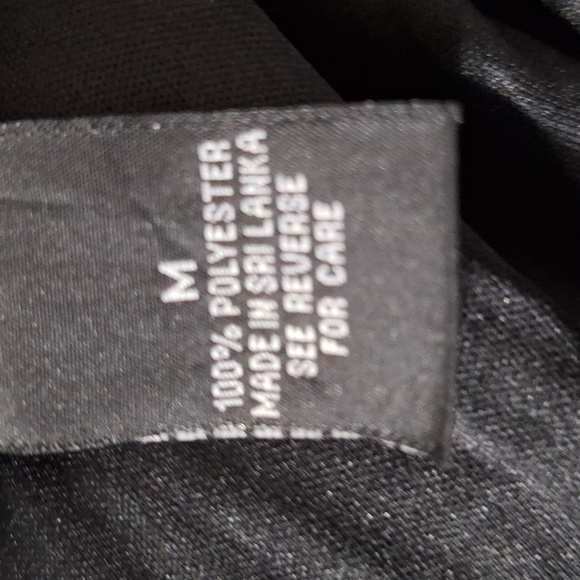 M
100% POLYESTER
MADE IN SRI LANKA
SEE REVERSE
FOR CARE